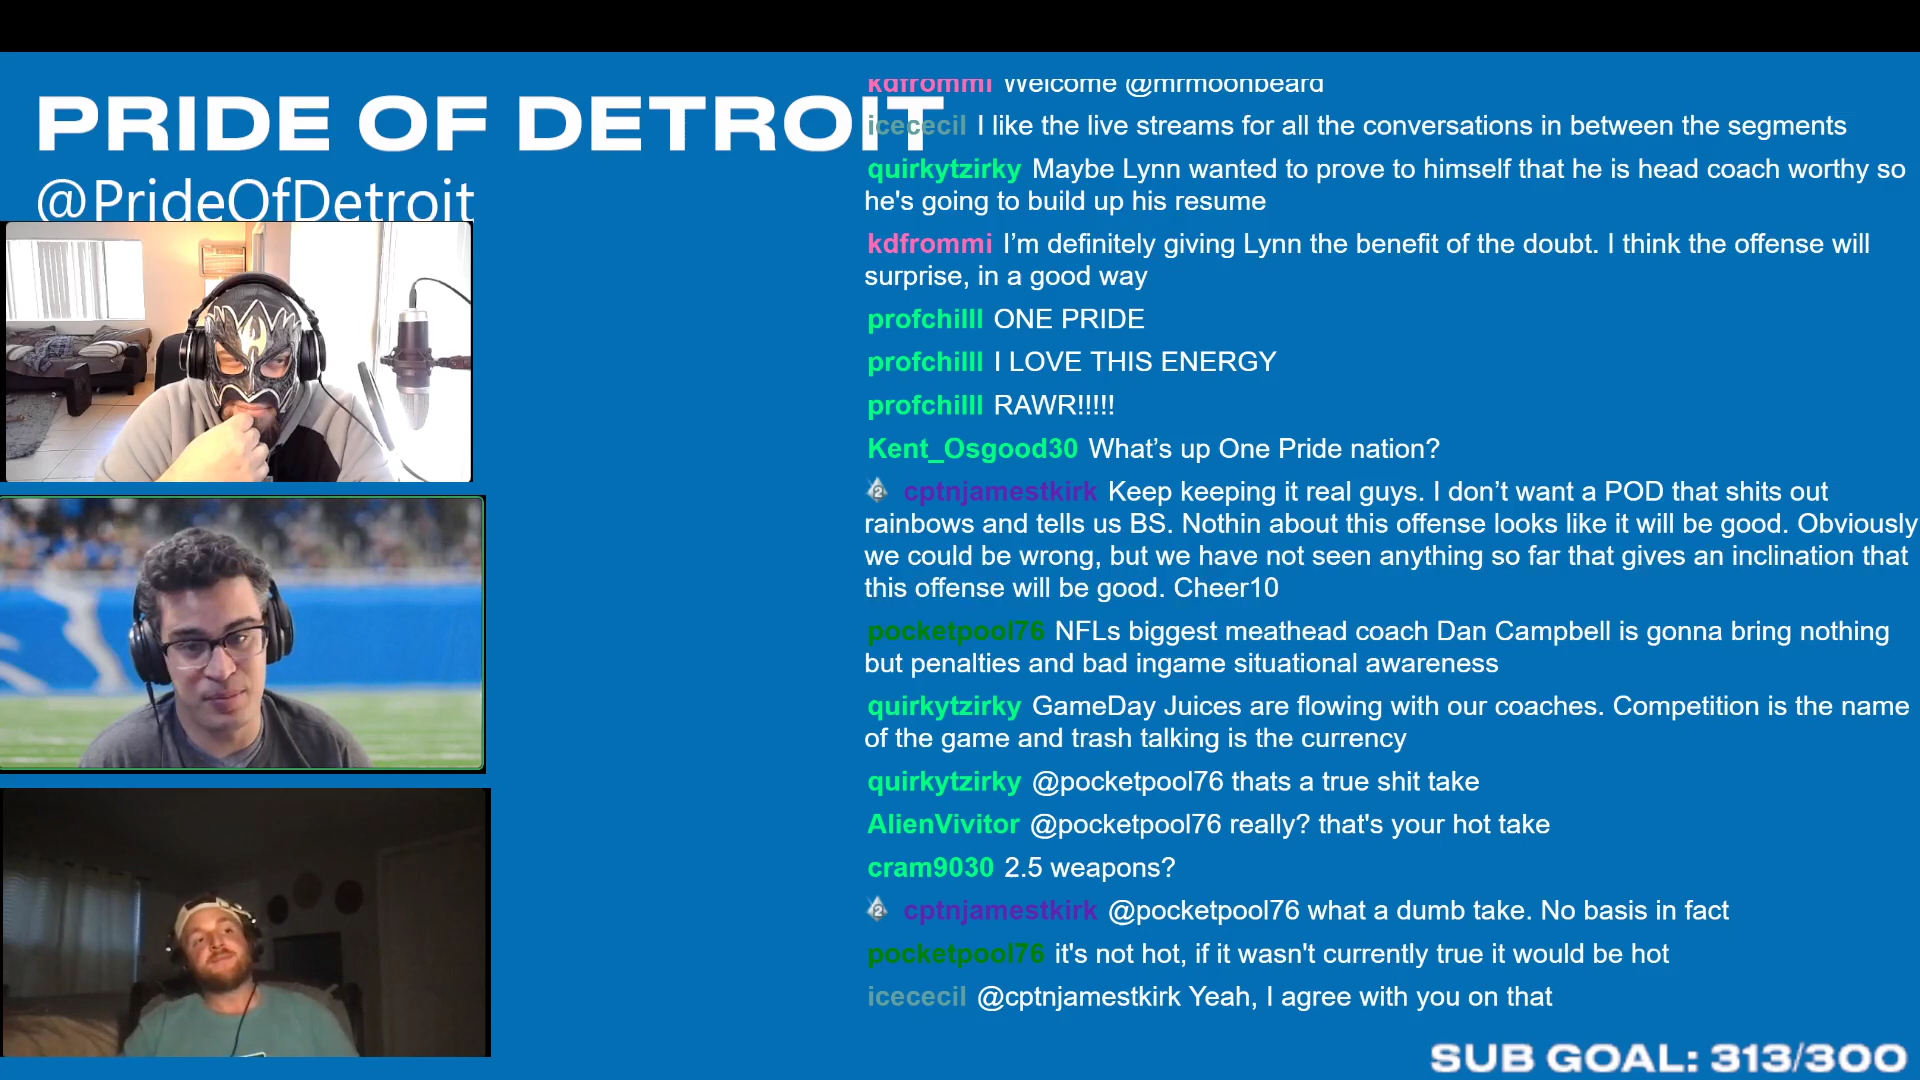 PRIDE OF DETROIT
@PrideOfDetroit
kdfrommi Welcome @mrmoonbeard
icececil I like the live streams for all the conversations in between the segments
quirkytzirky Maybe Lynn wanted to prove to himself that he is head coach worthy so
he's going to build up his resume
kdfrommi I’m definitely giving Lynn the benefit of the doubt. I think the offense will
surprise, in a good way
profchilll ONE PRIDE
profchilll I LOVE THIS ENERGY
profchilll RAWR!!!!!
Kent_Osgood30 What’s up One Pride nation?
2 cptnjamestkirk Keep keeping it real guys. I don’t want a POD that shits out
rainbows and tells us BS. Nothin about this offense looks like it will be good. Obviously
we could be wrong, but we have not seen anything so far that gives an inclination that
this offense will be good. Cheer10
pocketpool76 NFLs biggest meathead coach Dan Campbell is gonna bring nothing
but penalties and bad ingame situational awareness
quirkytzirky GameDay Juices are flowing with our coaches. Competition is the name
of the game and trash talking is the currency
quirkytzirky @pocketpool76 thats a true shit take
AlienVivitor @pocketpool76 really? that's your hot take
cram9030 2.5 weapons?
2 cptnjamestkirk @pocketpool76 what a dumb take. No basis in fact
pocketpool76 it's not hot, if it wasn't currently true it would be hot
icececil @cptnjamestkirk Yeah, I agree with you on that
SUB GOAL: 313/300